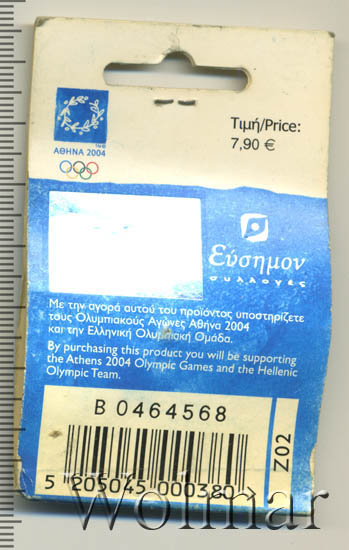 ΑΘΗΝΑ 2004
Τιμή/Price:
7,90 €
Εύσημον
συλλογές
Με την αγορά αυτού του προϊόντος υποστηρίζετε
τους Ολυμπιακούς Αγώνες Αθήνα 2004
και την Ελληνική Ολυμπιακή Ομάδα.
By purchasing this product you will be supporting
the Athens 2004 Olympic Games and the Hellenic
Olympic Team.
B 0464568
Z02
5 205045 000380
Wolmar